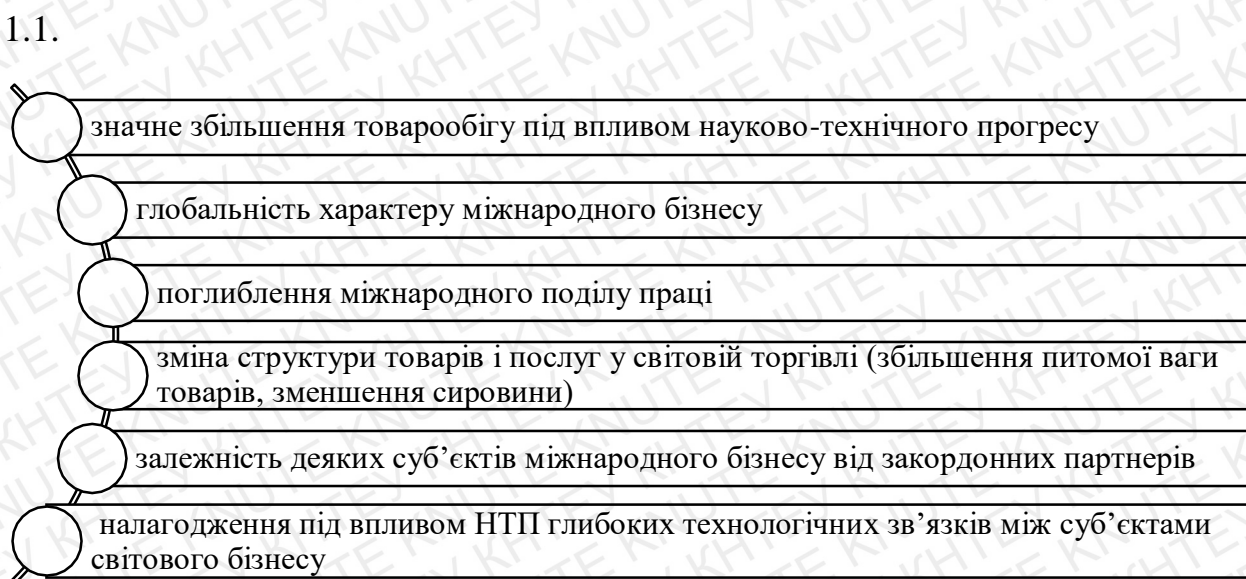 1.1.
значне збільшення товарообігу під впливом науково-технічного прогресу
глобальність характеру міжнародного бізнесу
поглиблення міжнародного поділу праці
зміна структури товарів і послуг у світовій торгівлі (збільшення питомої ваги
товарів, зменшення сировини)
залежність деяких суб’єктів міжнародного бізнесу від закордонних партнерів
налагодження під впливом НТП глибоких технологічних зв’язків між суб’єктами
світового бізнесу